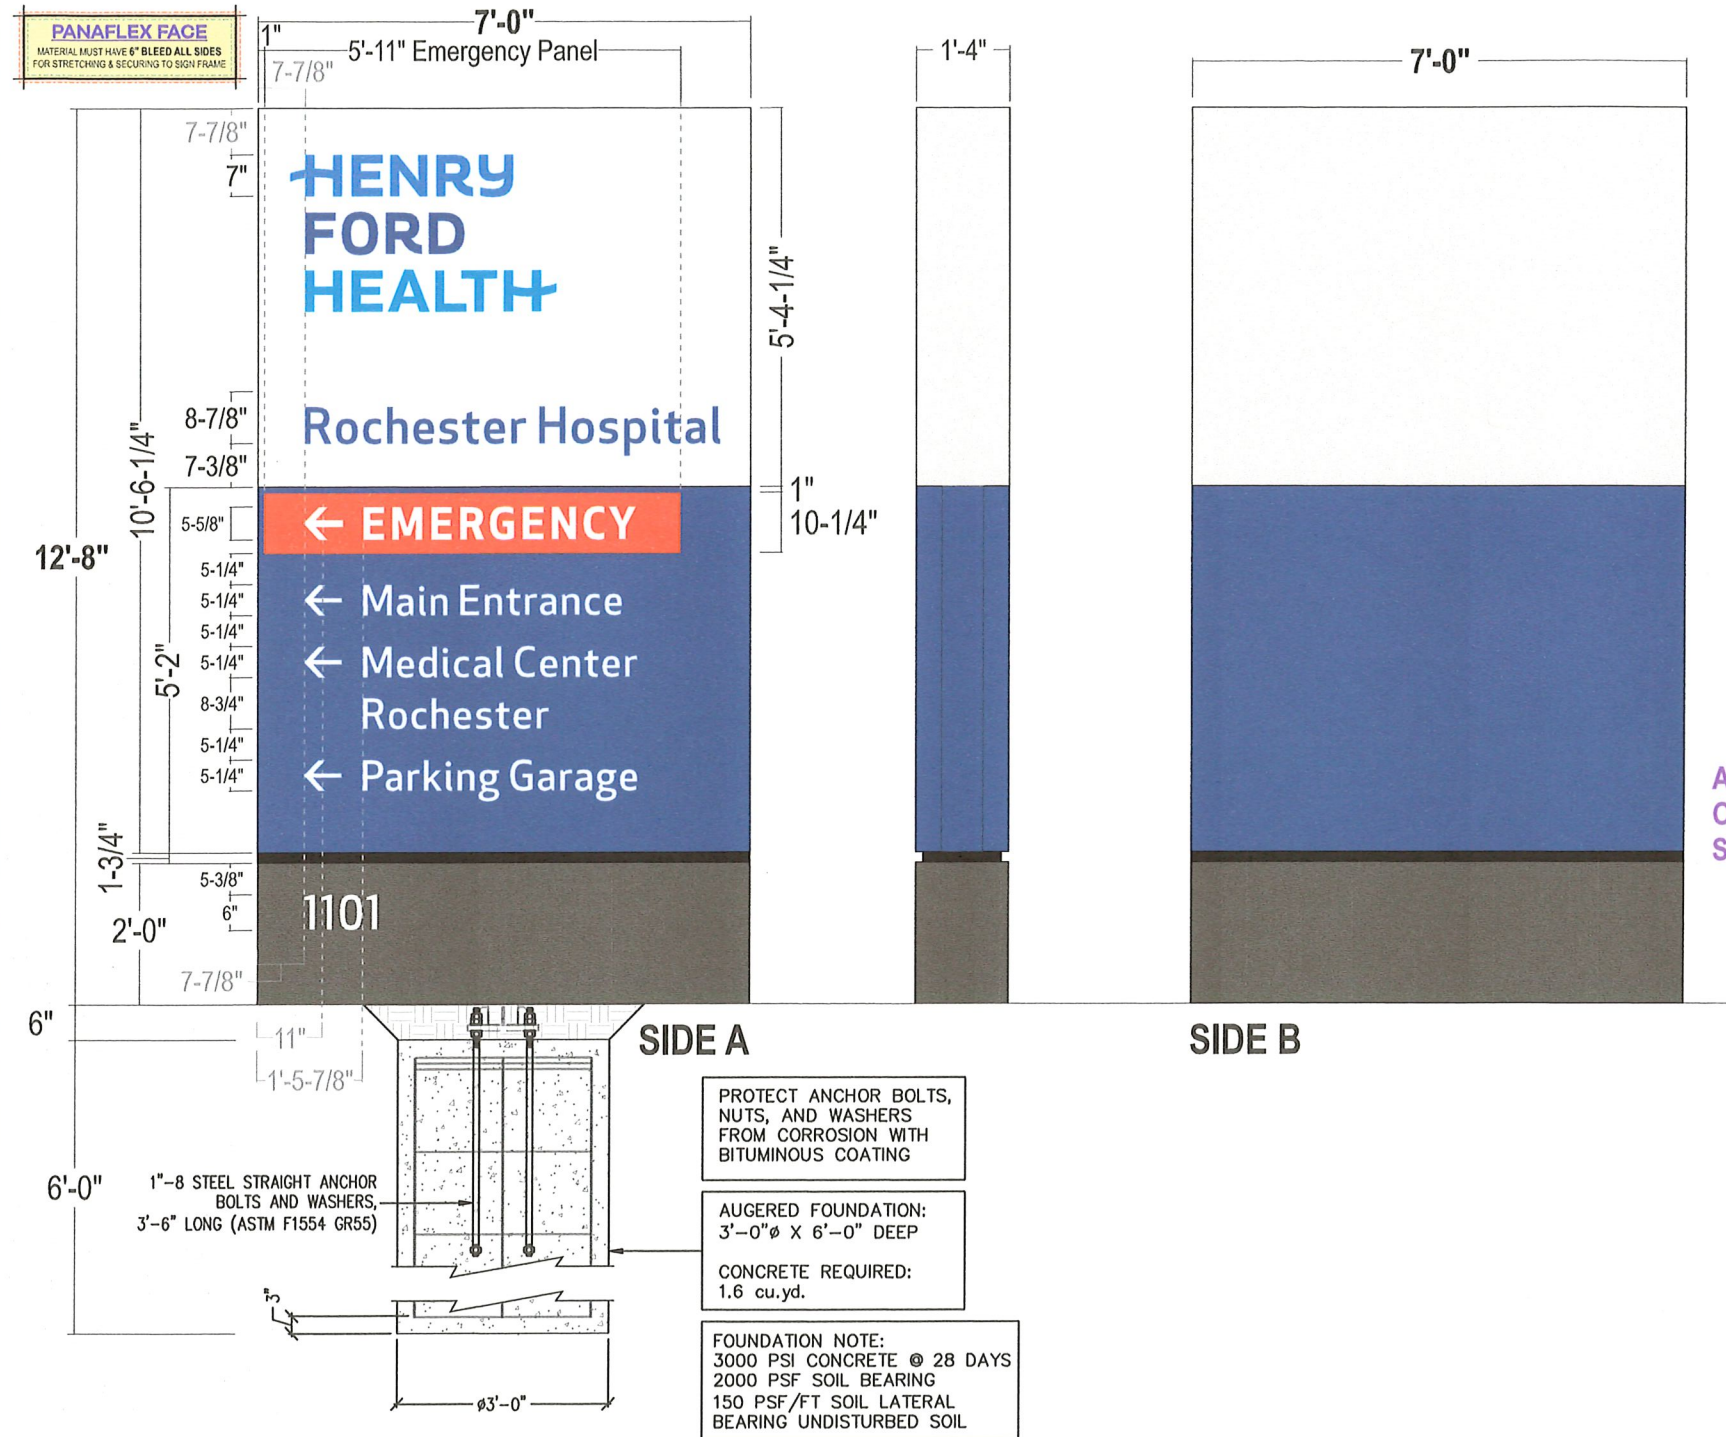 PANAFLEX FACE
MATERIAL MUST HAVE 6" BLEED ALL SIDES
FOR STRETCHING & SECURING TO SIGN FRAME
7'-0"
1"
5'-11" Emergency Panel
7-7/8"
1'-4"
7'-0"
7-7/8"
7"
HENRY
FORD
HEALTH
5'-4-1/4"
8-7/8"
Rochester Hospital
7-3/8"
10'-6-1/4"
1"
10-1/4"
5-5/8"
← EMERGENCY
12'-8"
5-1/4"
5-1/4"
← Main Entrance
5-1/4"
5-1/4"
← Medical Center
5'-2"
8-3/4"
Rochester
5-1/4"
5-1/4"
← Parking Garage
A
C
S
1-3/4"
5-3/8"
6"
1101
2'-0"
7-7/8"
6"
11"
1'-5-7/8"
SIDE A
SIDE B
PROTECT ANCHOR BOLTS,
NUTS, AND WASHERS
FROM CORROSION WITH
BITUMINOUS COATING
6'-0"
1"-8 STEEL STRAIGHT ANCHOR
BOLTS AND WASHERS,
3'-6" LONG (ASTM F1554 GR55)
AUGERED FOUNDATION:
3'-0"ø X 6'-0" DEEP
CONCRETE REQUIRED:
1.6 cu.yd.
3"
ø3'-0"
FOUNDATION NOTE:
3000 PSI CONCRETE @ 28 DAYS
2000 PSF SOIL BEARING
150 PSF/FT SOIL LATERAL
BEARING UNDISTURBED SOIL